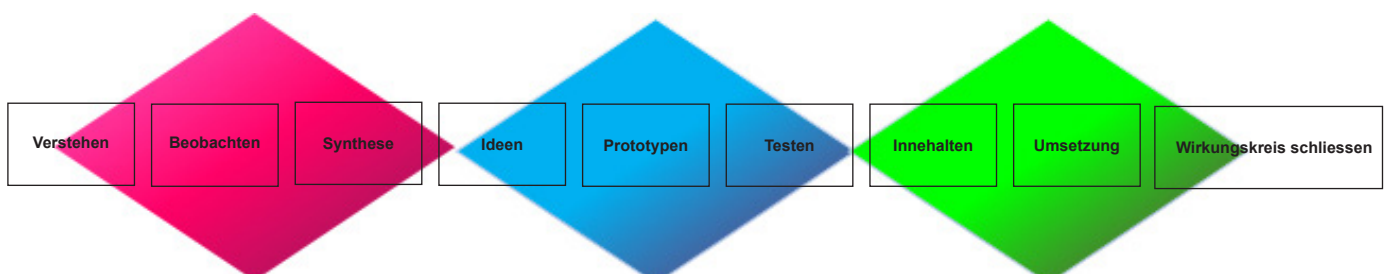 Verstehen
Beobachten
Synthese
Ideen
Prototypen
Testen
Innehalten
Umsetzung
Wirkungskreis schliessen